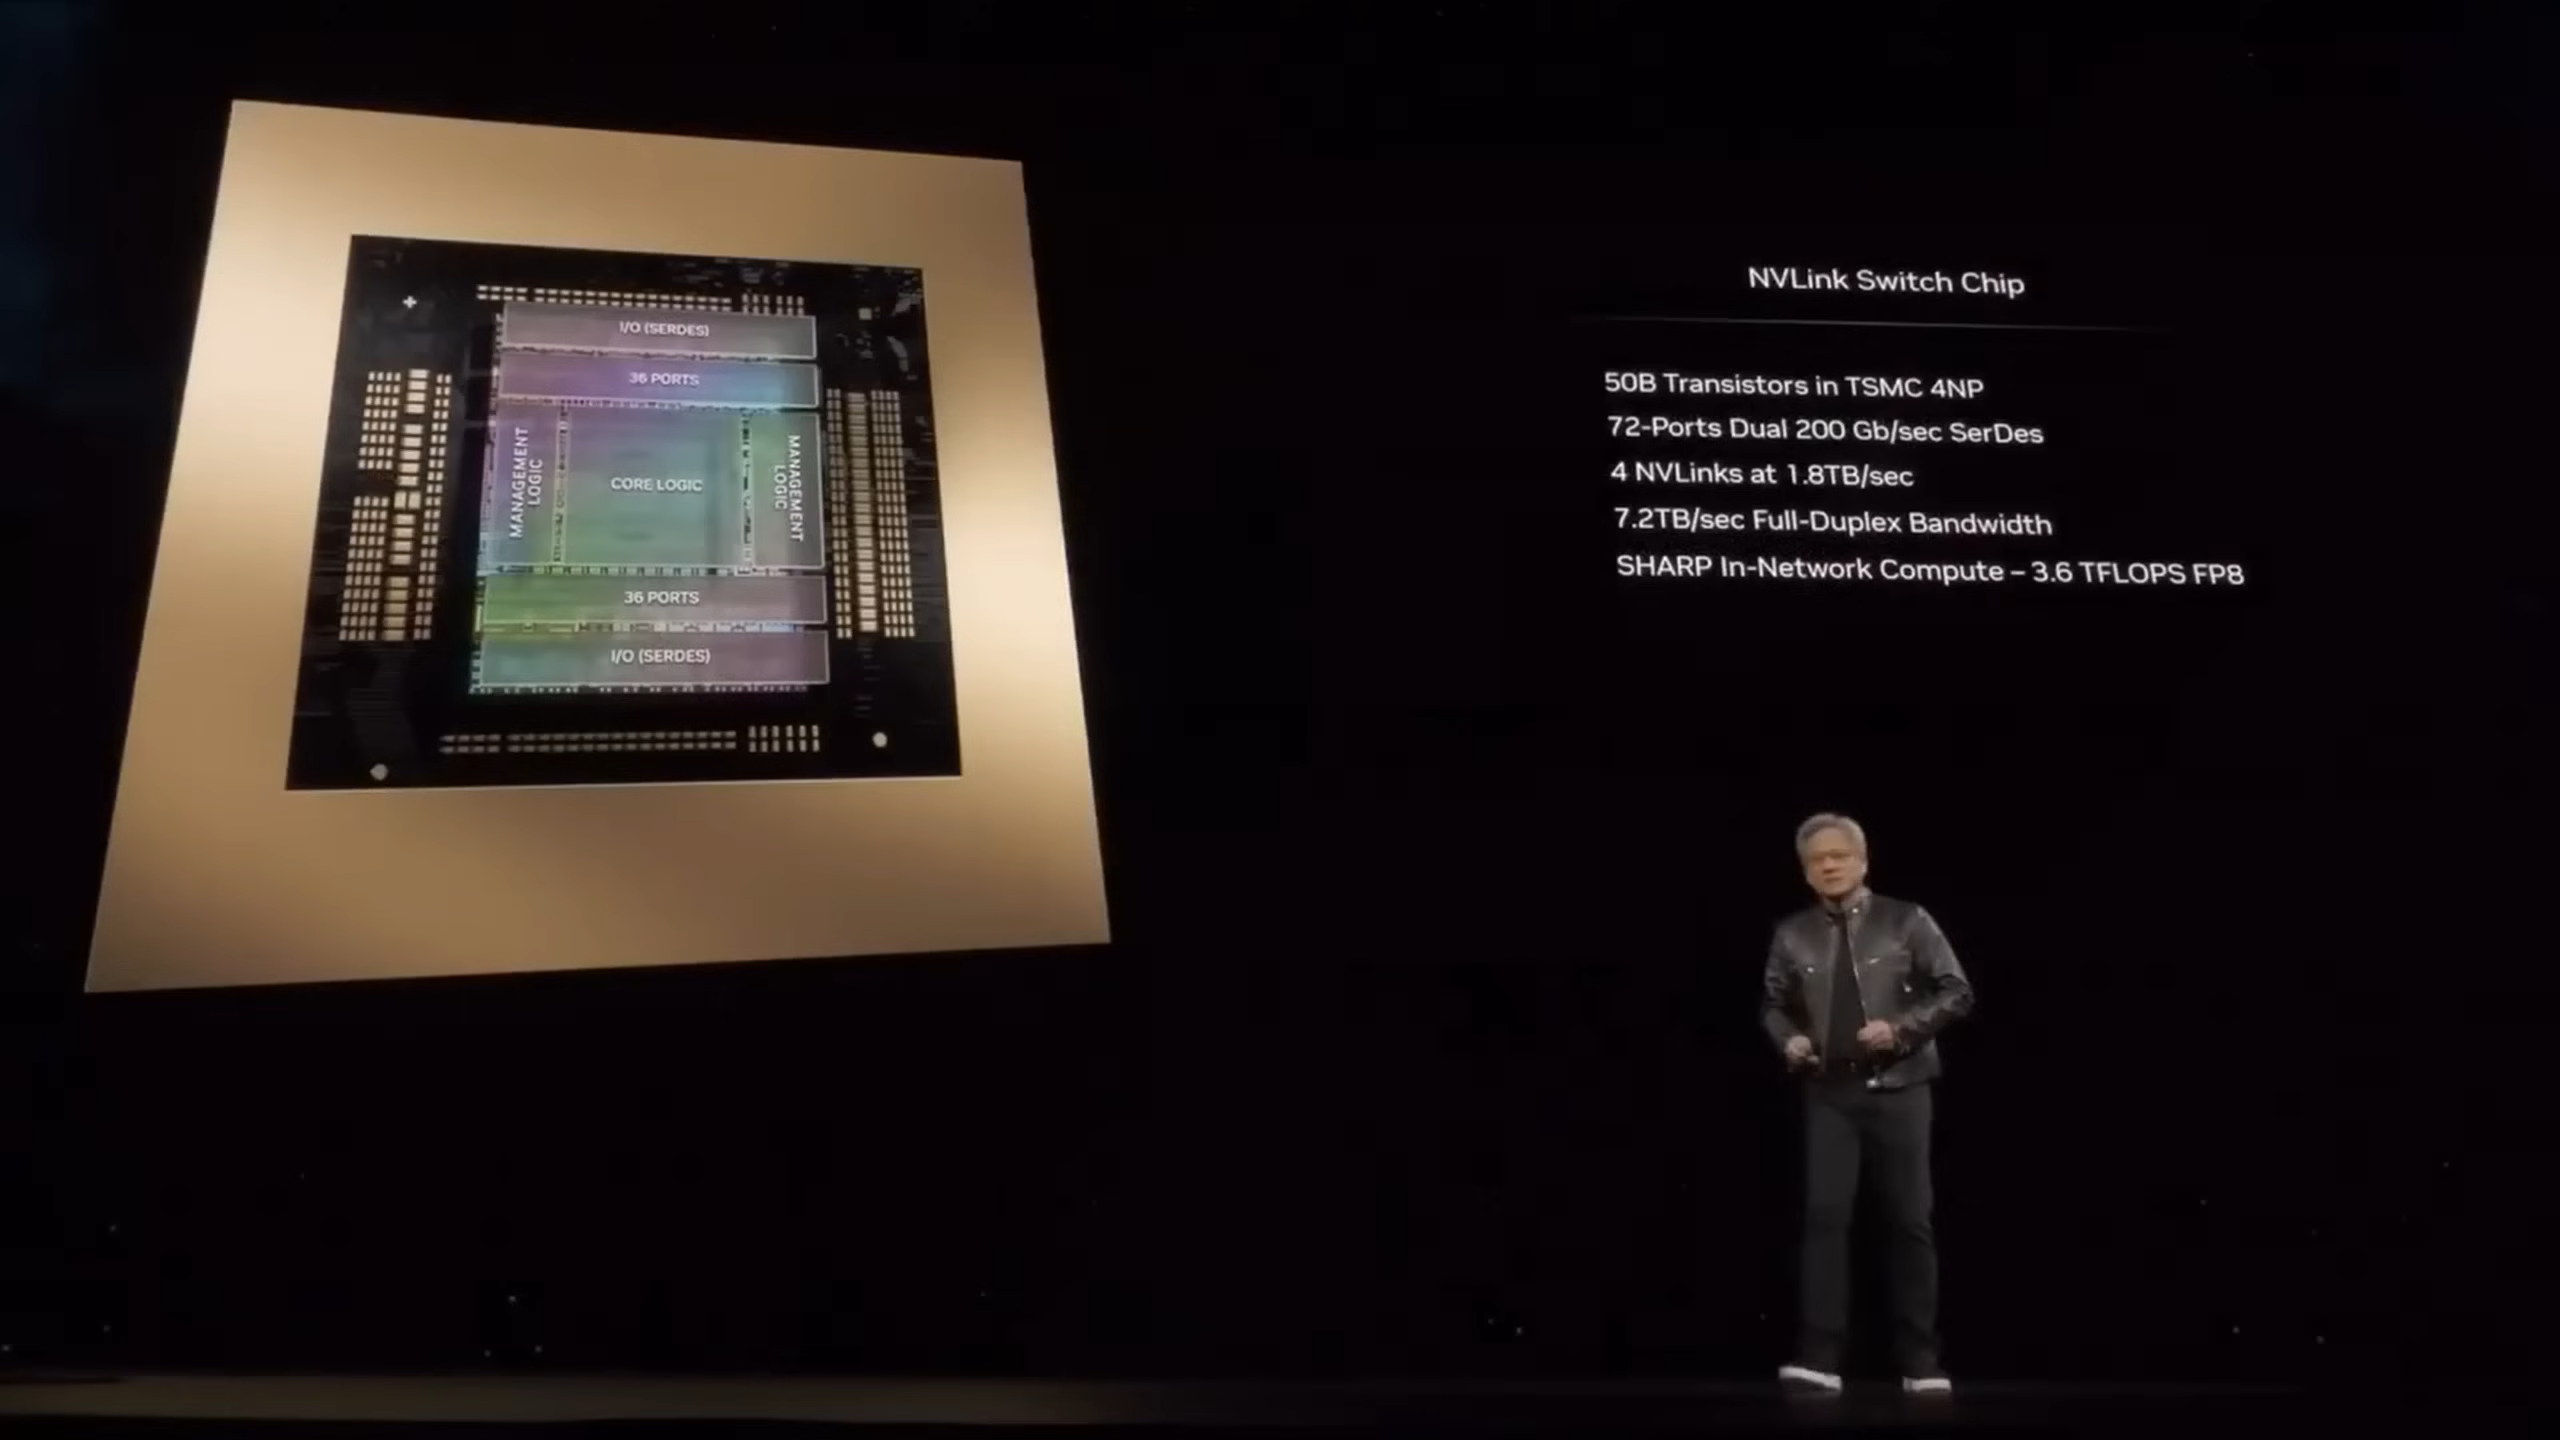 NVLink Switch Chip
50B Transistors in TSMC 4NP
72-Ports Dual 200 Gb/sec SerDes
4 NVLinks at 1.8TB/sec
7.2TB/sec Full-Duplex Bandwidth
SHARP In-Network Compute – 3.6 TFLOPS FP8
I/O (SERDES)
36 PORTS
MANAGEMENT
LOGIC
CORE LOGIC
MANAGEMENT
LOGIC
36 PORTS
I/O (SERDES)